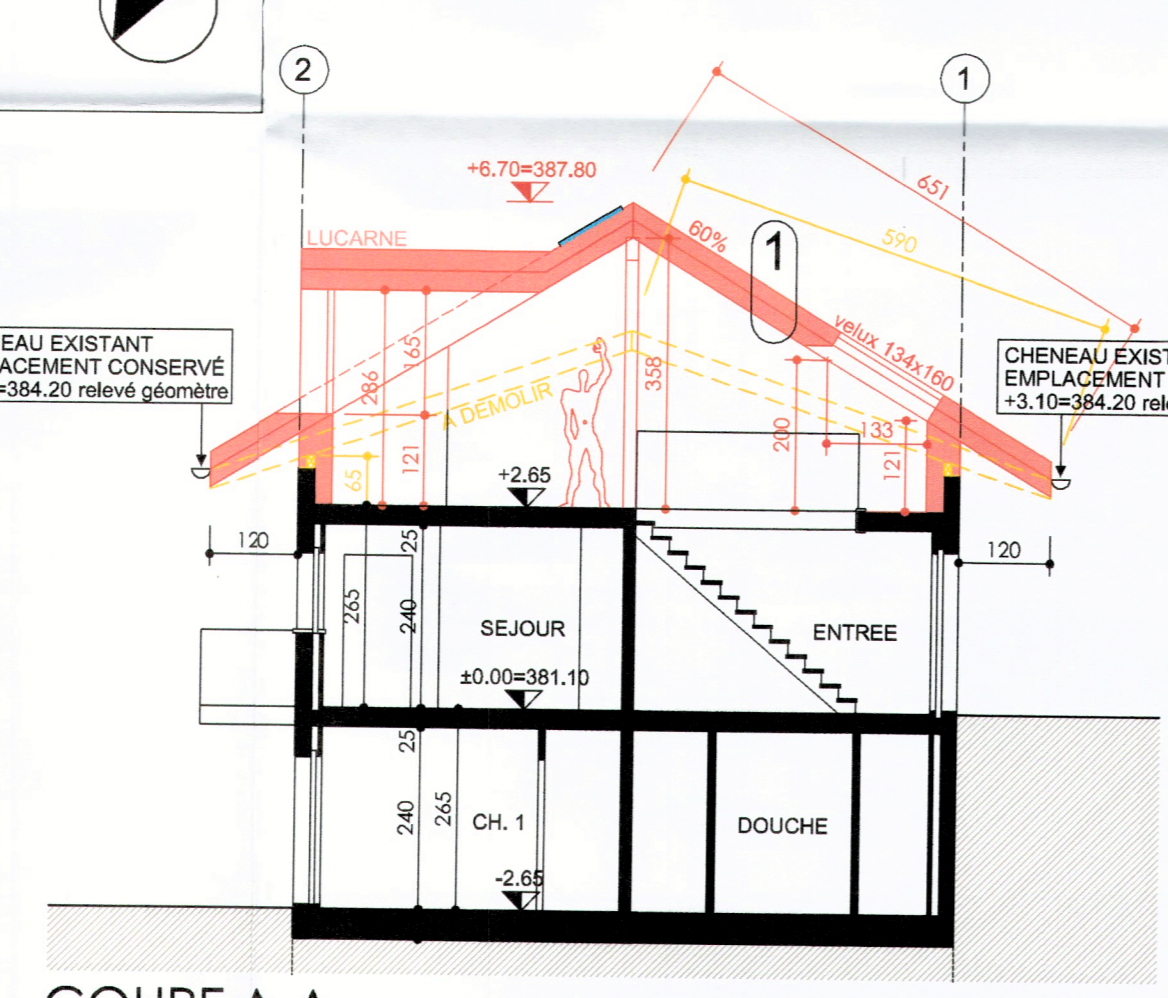 2
1
+6.70=387.80
651
LUCARNE
60%
1
590
EAU EXISTANT
ACEMENT CONSERVÉ
=384.20 relevé géomètre
velux 134x160
CHENEAU EXIST
EMPLACEMENT
+3.10=384.20 rel
286
165
358
A DEMOLIR
200
133
121
121
65
+2.65
120
25
120
265
240
SEJOUR
ENTREE
±0.00=381.10
25
240
265
CH. 1
DOUCHE
-2.65
COUPE A-A